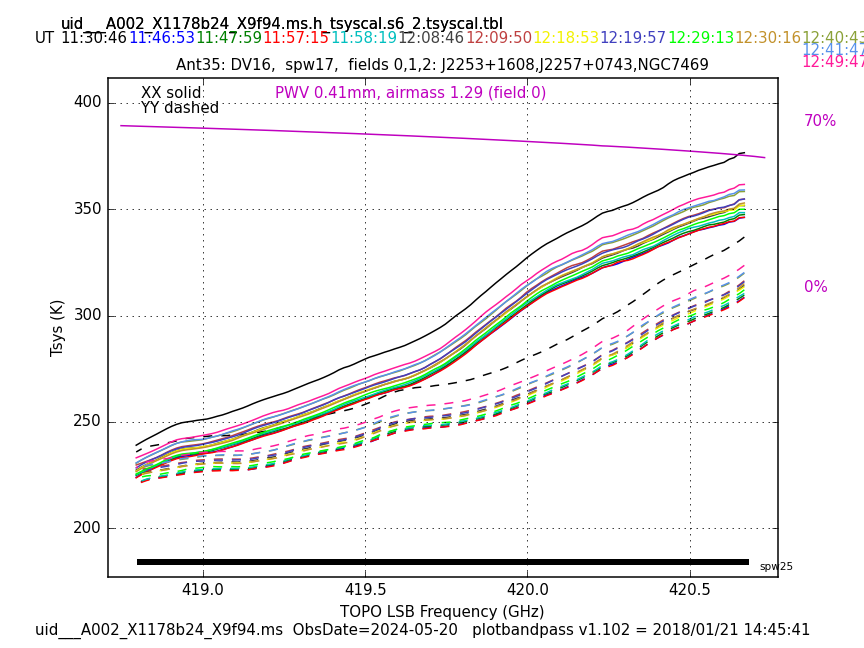 uid___A002_X1178b24_X9f94.ms.h_tsyscal.s6_2.tsyscal.tbl
UT 11:30:46 11:46:53 11:47:59 11:57:15 11:58:19 12:08:46 12:09:50 12:18:53 12:19:57 12:29:13 12:30:16 12:40:43
12:41:47
12:49:47
Ant35: DV16,  spw17,  fields 0,1,2: J2253+1608,J2257+0743,NGC7469
XX solid
PWV 0.41mm, airmass 1.29 (field 0)
YY dashed
400
350
300
250
200
70%
0%
Tsys (K)
spw25
419.0 419.5 420.0 420.5
TOPO LSB Frequency (GHz)
uid___A002_X1178b24_X9f94.ms  ObsDate=2024-05-20   plotbandpass v1.102 = 2018/01/21 14:45:41